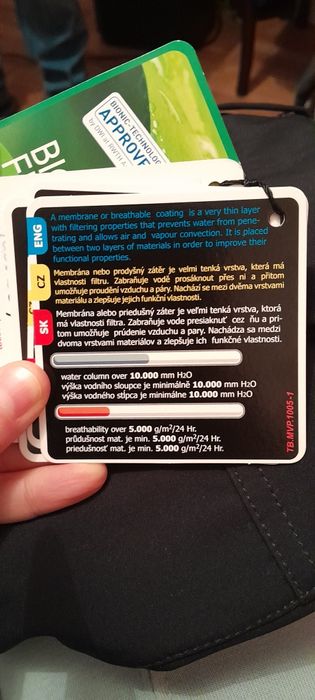 BIONIC-TECHNOLOGY
APPROVED
by DWI at RWTH
ENG
A membrane or breathable coating is a very thin layer
with filtering properties that prevents water from pene-
trating and allows air and vapour convection. It is placed
between two layers of materials in order to improve their
functional properties.
CZ
Membrána nebo prodyšný zátěr je velmi tenká vrstva, která má
vlastnosti filtru. Zabraňuje vodě prosáknout přes ni a přitom
umožňuje proudění vzduchu a páry. Nachází se mezi dvěma vrstvami
materiálu a zlepšuje jejich funkční vlastnosti.
SK
Membrána alebo priedušný záter je veľmi tenká vrstva, ktorá
má vlastnosti filtra. Zabraňuje vode presiaknuť cez ňu a pri-
tom umožňuje prúdenie vzduchu a páry. Nachádza sa medzi
dvoma vrstvami materiálov a zlepšuje ich funkčné vlastnosti.
water column over 10.000 mm H2O
výška vodního sloupce je minimálně 10.000 mm H2O
výška vodného stĺpca je minimálne 10.000 mm H2O
breathability over 5.000 g/m²/24 Hr.
průdušnost mat. je min. 5.000 g/m²/24 Hr.
priedušnosť mat. je min. 5.000 g/m²/24 Hr.
TB.MVP.1005-1